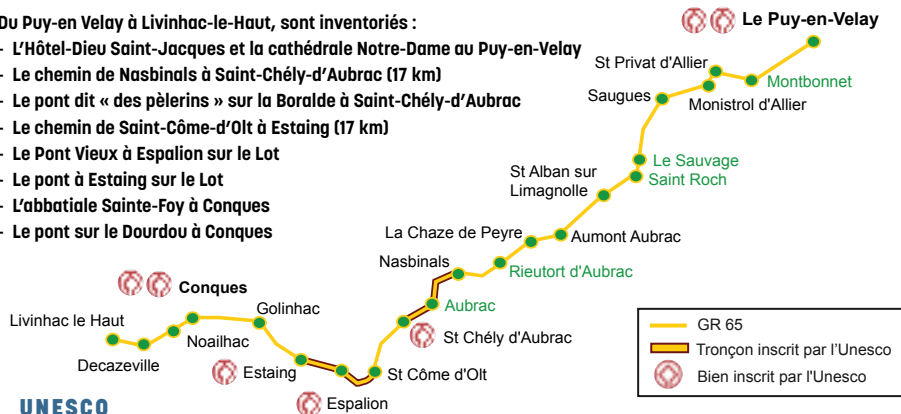 Du Puy-en Velay à Livinhac-le-Haut, sont inventoriés :
- L'Hôtel-Dieu Saint-Jacques et la cathédrale Notre-Dame au Puy-en-Velay
- Le chemin de Nasbinals à Saint-Chély-d'Aubrac (17 km)
- Le pont dit « des pèlerins » sur la Boralde à Saint-Chély-d'Aubrac
- Le chemin de Saint-Côme-d'Olt à Estaing (17 km)
- Le Pont Vieux à Espalion sur le Lot
- Le pont à Estaing sur le Lot
- L'abbatiale Sainte-Foy à Conques
- Le pont sur le Dourdou à Conques
Le Puy-en-Velay
St Privat d'Allier
Montbonnet
Saugues
Monistrol d'Allier
Le Sauvage
St Alban sur
Limagnolle
Saint Roch
La Chaze de Peyre
Aumont Aubrac
Nasbinals
Rieutort d'Aubrac
Aubrac
Conques
Golinhac
Livinhac le Haut
Noailhac
St Chély d'Aubrac
Decazeville
Estaing
St Côme d'Olt
Espalion
GR 65
Tronçon inscrit par l'Unesco
Bien inscrit par l'Unesco
UNESCO